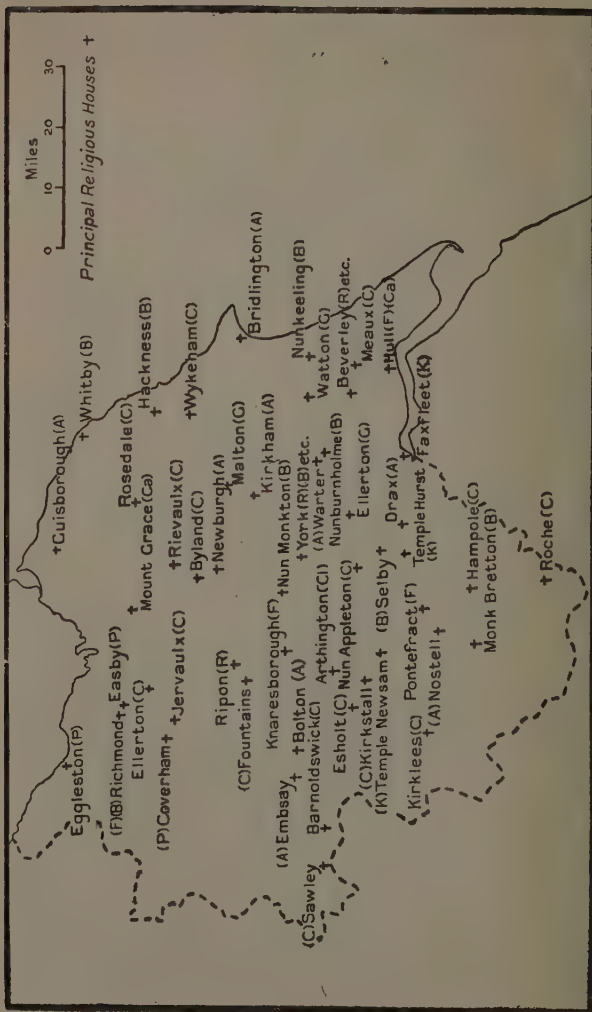 Miles
0 10 20 30
Principal Religious Houses +
Guisborough(A)
Eggleston(P)
Whitby(B)
(F)(B)Richmond
Easby(P)
Ellerton(C)
Rosedale(C)
Mount Grace(Ca)
Hackness(B)
(P)Coverham
Jervaulx(C)
Rievaulx(C)
Wykeham(C)
Byland(C)
Newburgh(A)
Ripon(R)
Malton(G)
(C)Fountains
Bridlington(A)
Kirkham(A)
Knaresborough(F)
Nun Monkton(B)
(A)Embsay
Bolton(A)
York(R)(B)etc.
Nunkeeling(B)
(C)Sawley
Barnoldswick(C)
Arthington(Cl)
(A)Warter
Watton(G)
Nunburnholme(B)
Esholt(C)
Nun Appleton(C)
Beverley(R)etc.
Ellerton(G)
Meaux(C)
(C)Kirkstall
(K)Temple Newsam
(B)Selby
Drax(A)
Hull(F)(Ca)
Temple Hurst
(K)
Faxfleet(K)
Kirklees(C)
Pontefract(F)
(A)Nostell
Hampole(C)
Monk Bretton(B)
Roche(C)